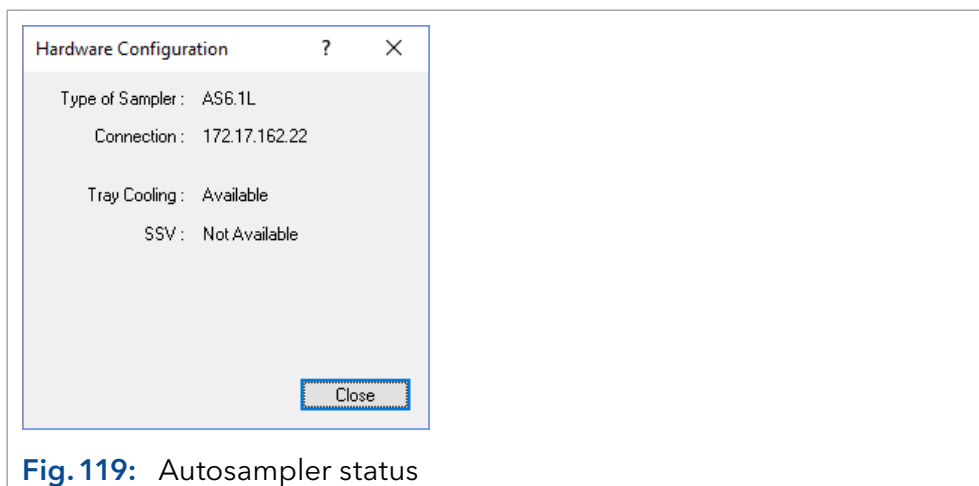 Hardware Configuration ? ×
Type of Sampler : AS6.1L
Connection : 172.17.162.22
Tray Cooling : Available
SSV : Not Available
Close
Fig. 119: Autosampler status